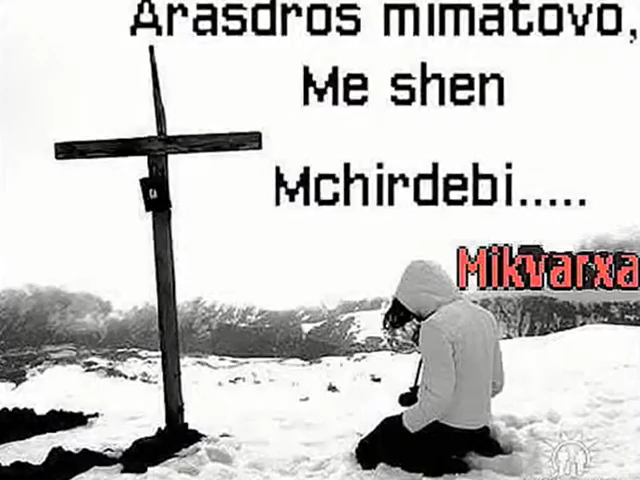 Arasdros mimatovo,
Me shen
Mchirdebi.....
Mikvarxa